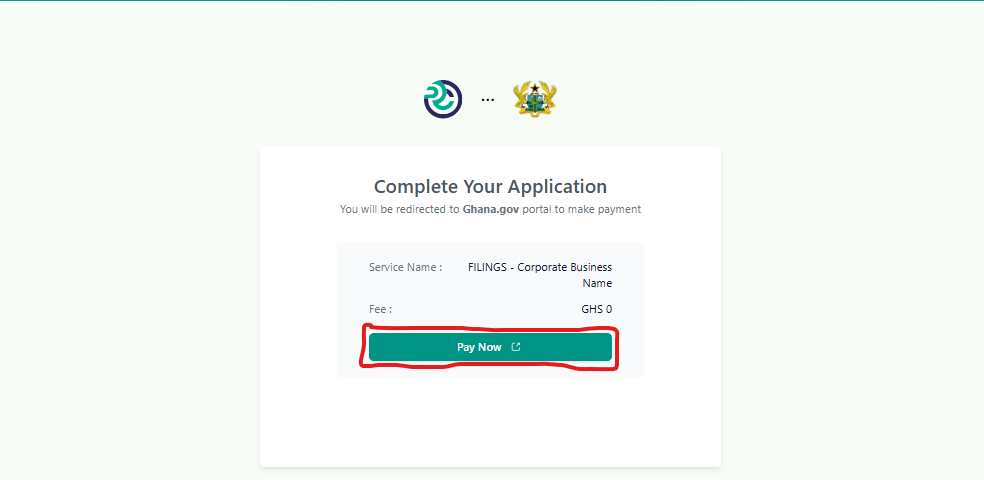 Complete Your Application
You will be redirected to Ghana.gov portal to make payment
Service Name : FILINGS - Corporate Business
Name
Fee : GHS 0
Pay Now